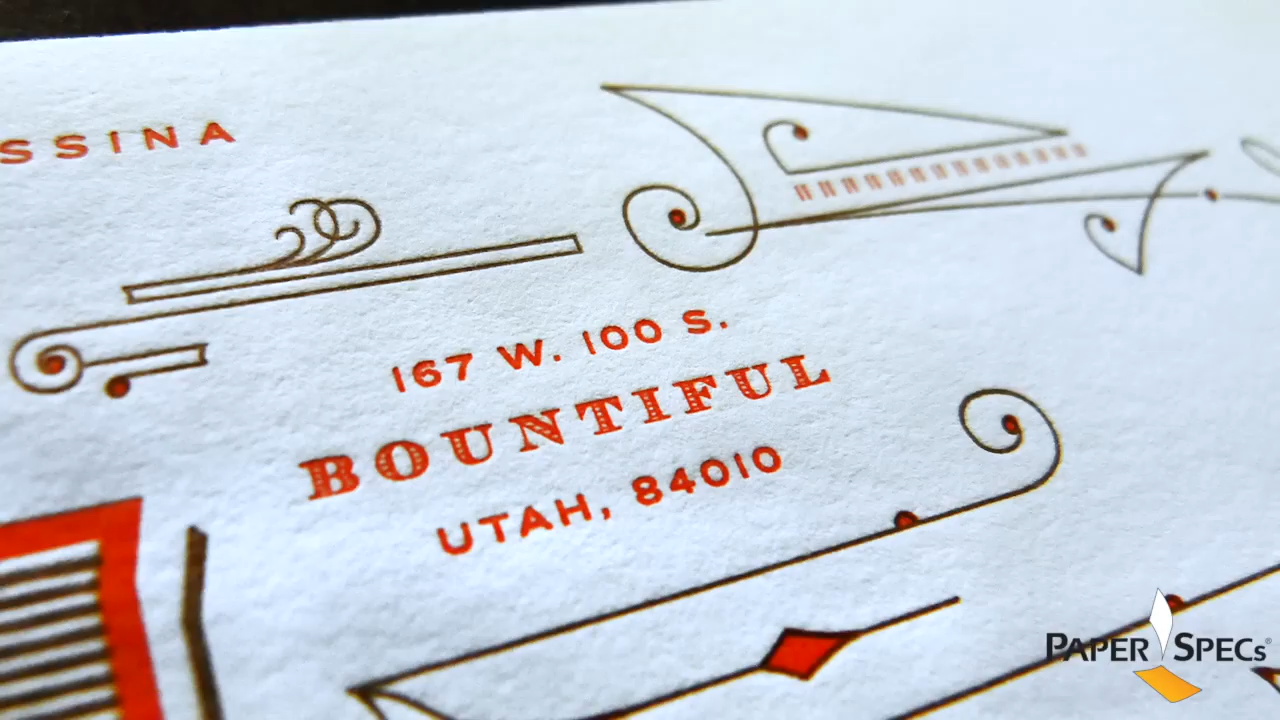 SSINA
167 W. 100 S.
BOUNTIFUL
UTAH, 84010
PAPER SPECS®